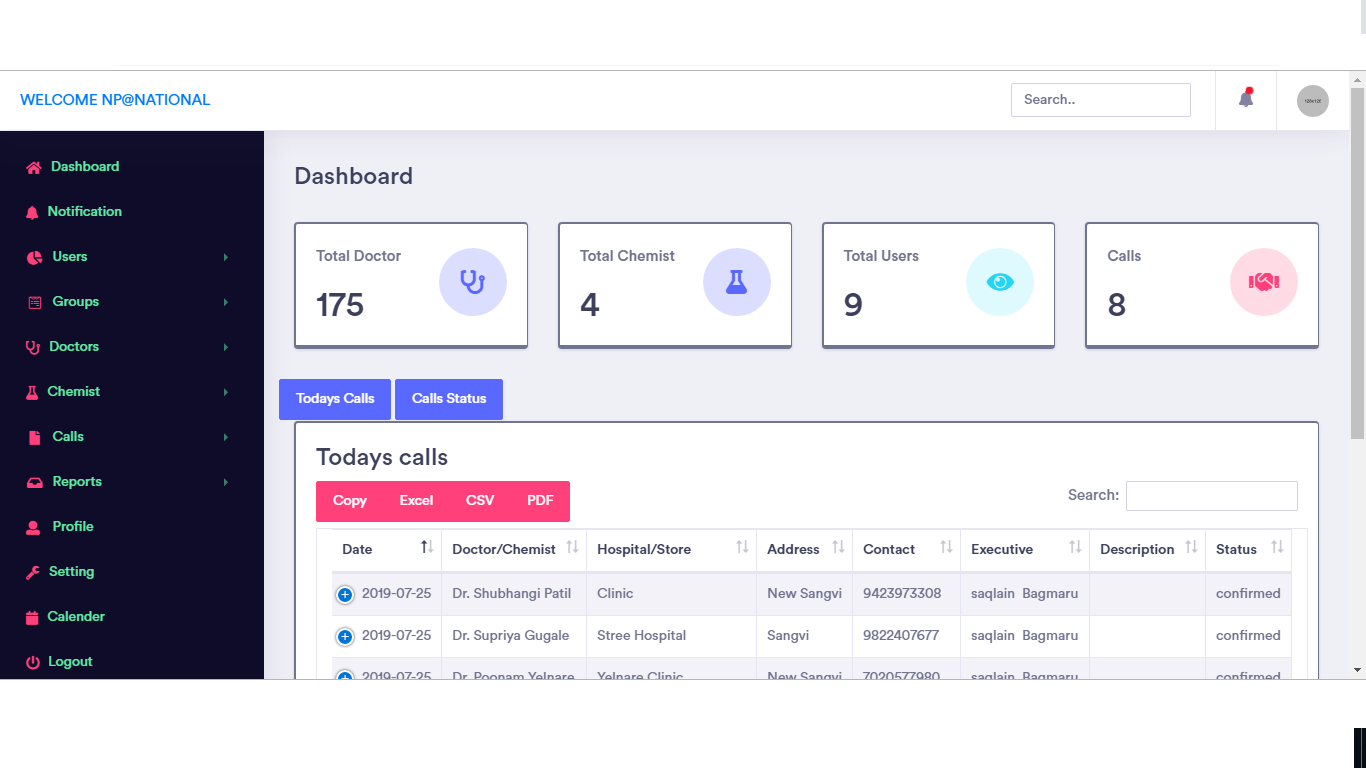 WELCOME NP@NATIONAL
Search..
Dashboard
Notification
Users
Groups
Doctors
Chemist
Calls
Reports
Profile
Setting
Calender
Logout
Dashboard
Total Doctor
175
Total Chemist
4
Total Users
9
Calls
8
Todays Calls Calls Status
Todays calls
Copy Excel CSV PDF
Search:
Date Doctor/Chemist Hospital/Store Address Contact Executive Description Status
2019-07-25 Dr. Shubhangi Patil Clinic New Sangvi 9423973308 saqlain Bagmaru confirmed
2019-07-25 Dr. Supriya Gugale Stree Hospital Sangvi 9822407677 saqlain Bagmaru confirmed
2019-07-25 Dr. Poonam Yelnare Yelnare Clinic New Sangvi 7020577980 saqlain Bagmaru confirmed